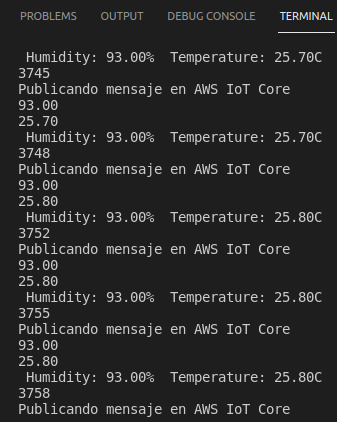 PROBLEMS OUTPUT DEBUG CONSOLE TERMINAL
Humidity: 93.00% Temperature: 25.70C
3745
Publicando mensaje en AWS IoT Core
93.00
25.70
Humidity: 93.00% Temperature: 25.70C
3748
Publicando mensaje en AWS IoT Core
93.00
25.80
Humidity: 93.00% Temperature: 25.80C
3752
Publicando mensaje en AWS IoT Core
93.00
25.80
Humidity: 93.00% Temperature: 25.80C
3755
Publicando mensaje en AWS IoT Core
93.00
25.80
Humidity: 93.00% Temperature: 25.80C
3758
Publicando mensaje en AWS IoT Core